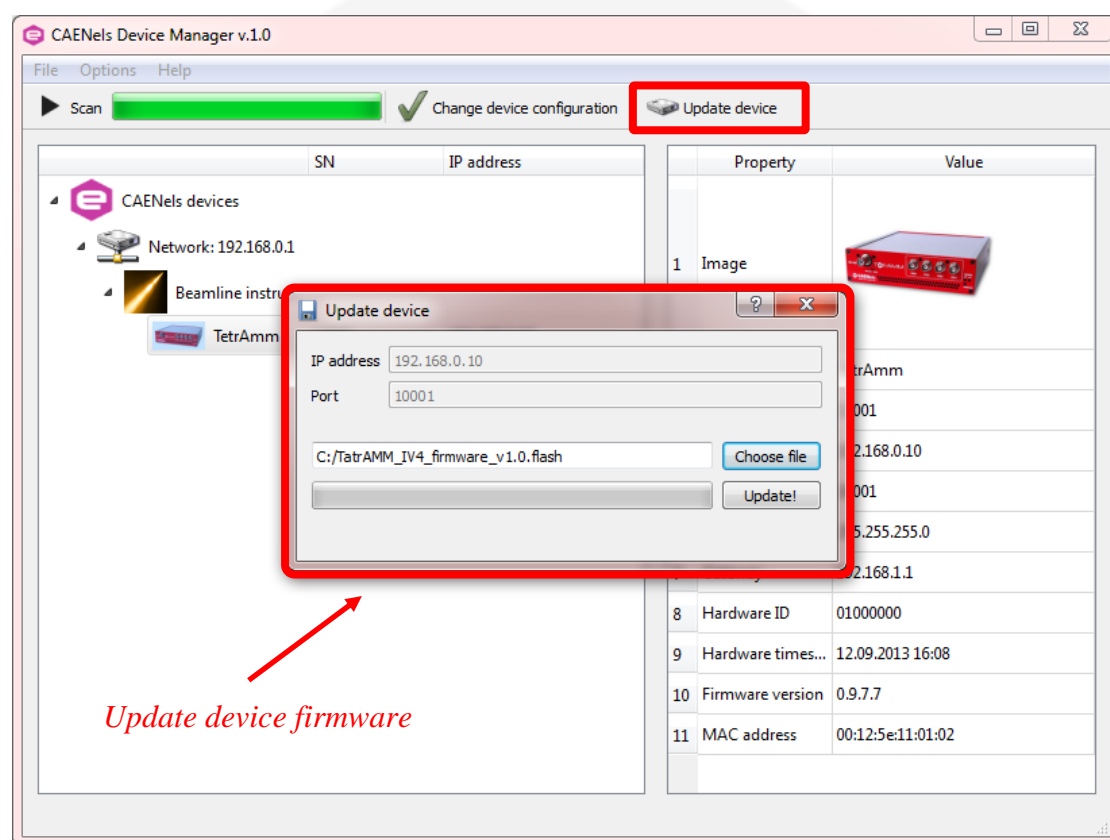 CAENels Device Manager v.1.0
File Options Help
Scan Change device configuration Update device
SN IP address
Property Value
CAENels devices
Network: 192.168.0.1
Beamline instru
TetrAmm
1 Image
Update device
IP address 192.168.0.10
Port 10001
C:/TatrAMM_IV4_firmware_v1.0.flash Choose file
Update!
trAmm
001
2.168.0.10
001
5.255.255.0
192.168.1.1
8 Hardware ID 01000000
9 Hardware times... 12.09.2013 16:08
10 Firmware version 0.9.7.7
11 MAC address 00:12:5e:11:01:02
Update device firmware